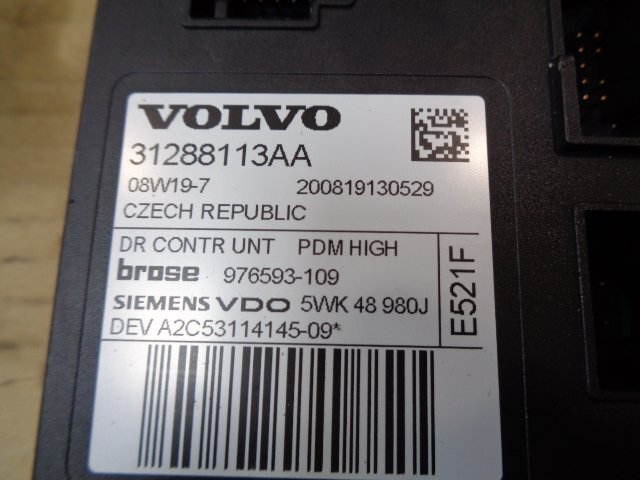 VOLVO
31288113AA
08W19-7 200819130529
CZECH REPUBLIC
DR CONTR UNT PDM HIGH
brose 976593-109
SIEMENS VDO 5WK 48 980J
DEV A2C53114145-09*
E521F